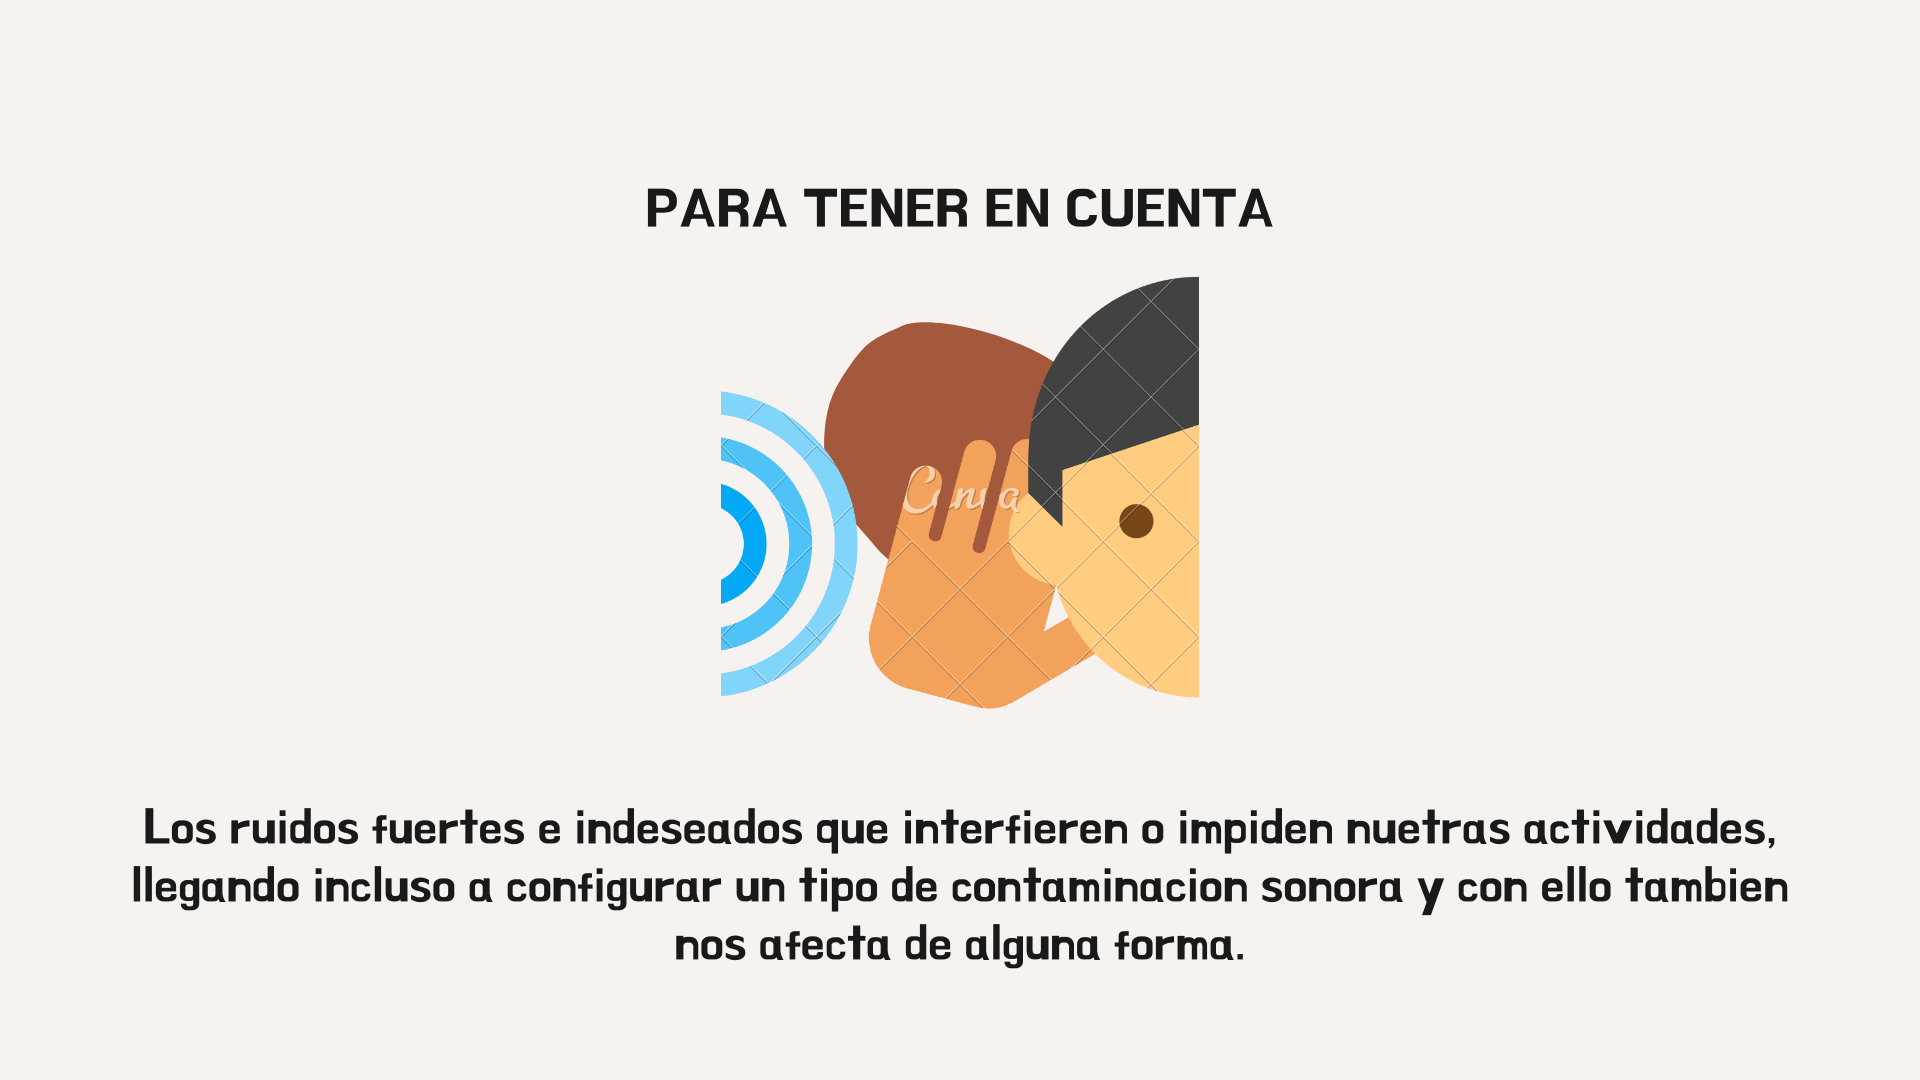 PARA TENER EN CUENTA
Canva
Los ruidos fuertes e indeseados que interfieren o impiden nuetras actividades,
llegando incluso a configurar un tipo de contaminacion sonora y con ello tambien
nos afecta de alguna forma.